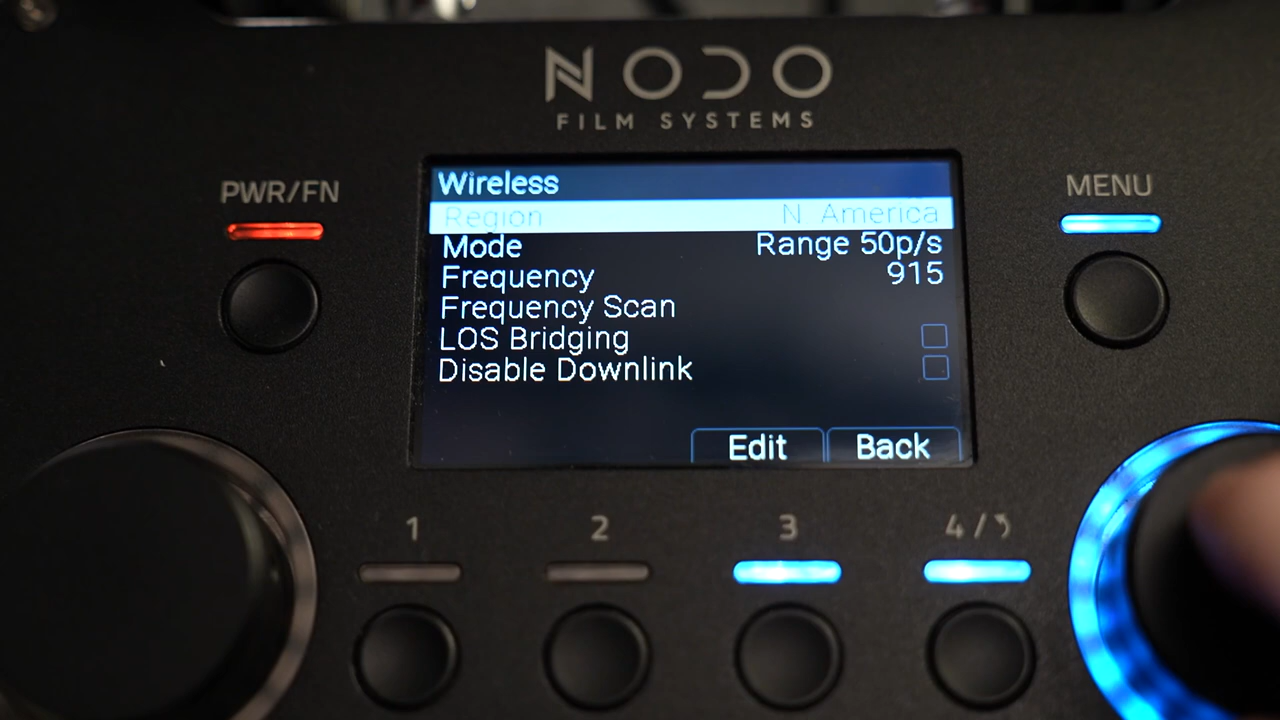 NODO
FILM SYSTEMS
PWR/FN
MENU
Wireless
Region N. America
Mode Range 50p/s
Frequency 915
Frequency Scan
LOS Bridging
Disable Downlink
Edit Back
1 2 3 4/